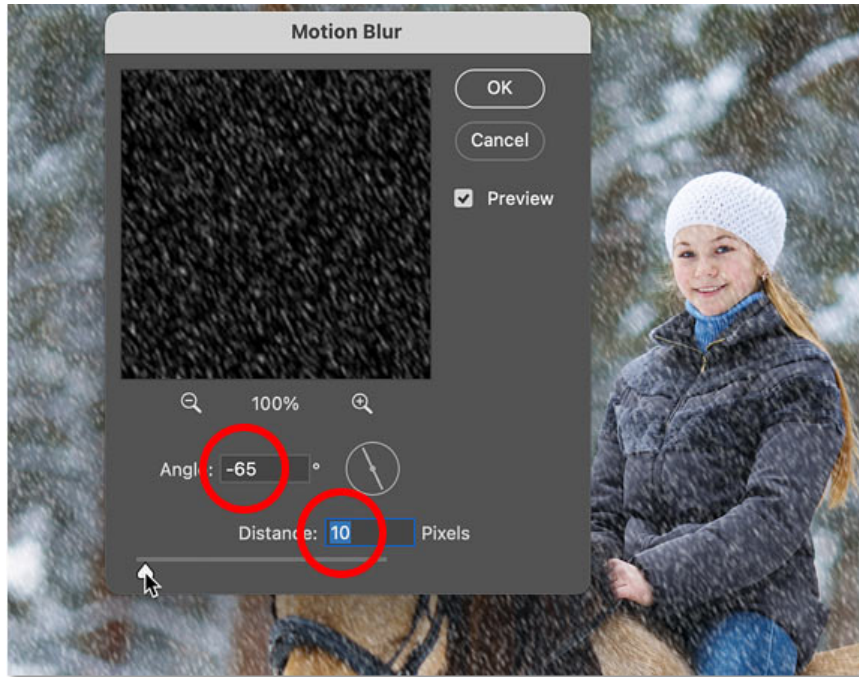 Motion Blur
OK
Cancel
Preview
100%
Angle: -65 °
Distance: 10 Pixels